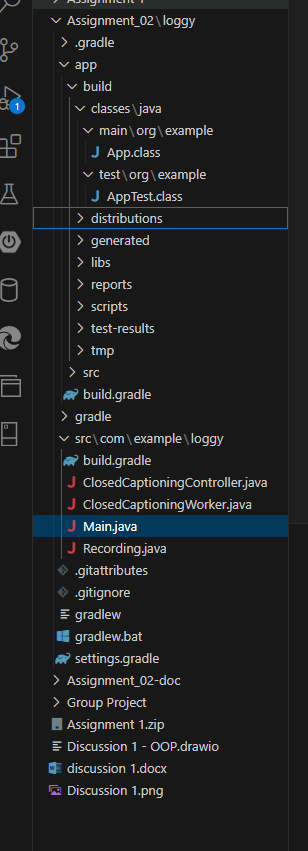 Assignment_02\loggy
.gradle
app
build
classes\java
main\org\example
App.class
test\org\example
AppTest.class
distributions
generated
libs
reports
scripts
test-results
tmp
src
build.gradle
gradle
src\com\example\loggy
build.gradle
ClosedCaptioningController.java
ClosedCaptioningWorker.java
Main.java
Recording.java
.gitattributes
.gitignore
gradlew
gradlew.bat
settings.gradle
Assignment_02-doc
Group Project
Assignment 1.zip
Discussion 1 - OOP.drawio
discussion 1.docx
Discussion 1.png
1